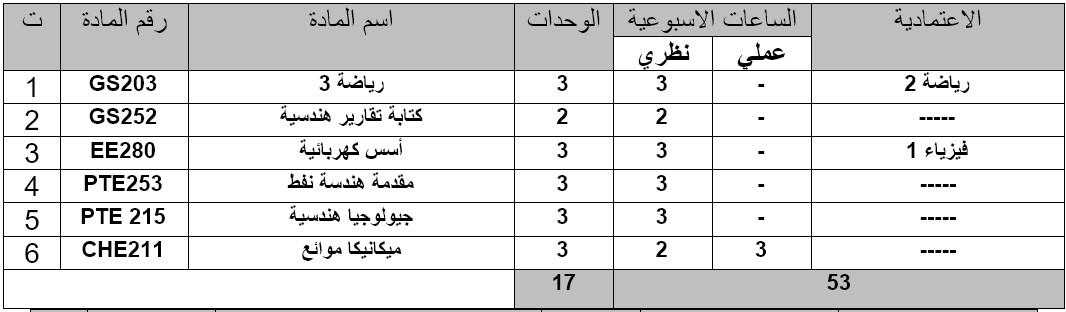 ت رقم المادة اسم المادة الوحدات الساعات الاسبوعية الاعتمادية
نظري عملي
1 GS203 رياضة 3 3 3 - رياضة 2
2 GS252 كتابة تقارير هندسية 2 2 - -----
3 EE280 أسس كهربائية 3 3 - فيزياء 1
4 PTE253 مقدمة هندسة نفط 3 3 - -----
5 PTE 215 جيولوجيا هندسية 3 3 - -----
6 CHE211 ميكانيكا موائع 3 2 3 -----
17 53